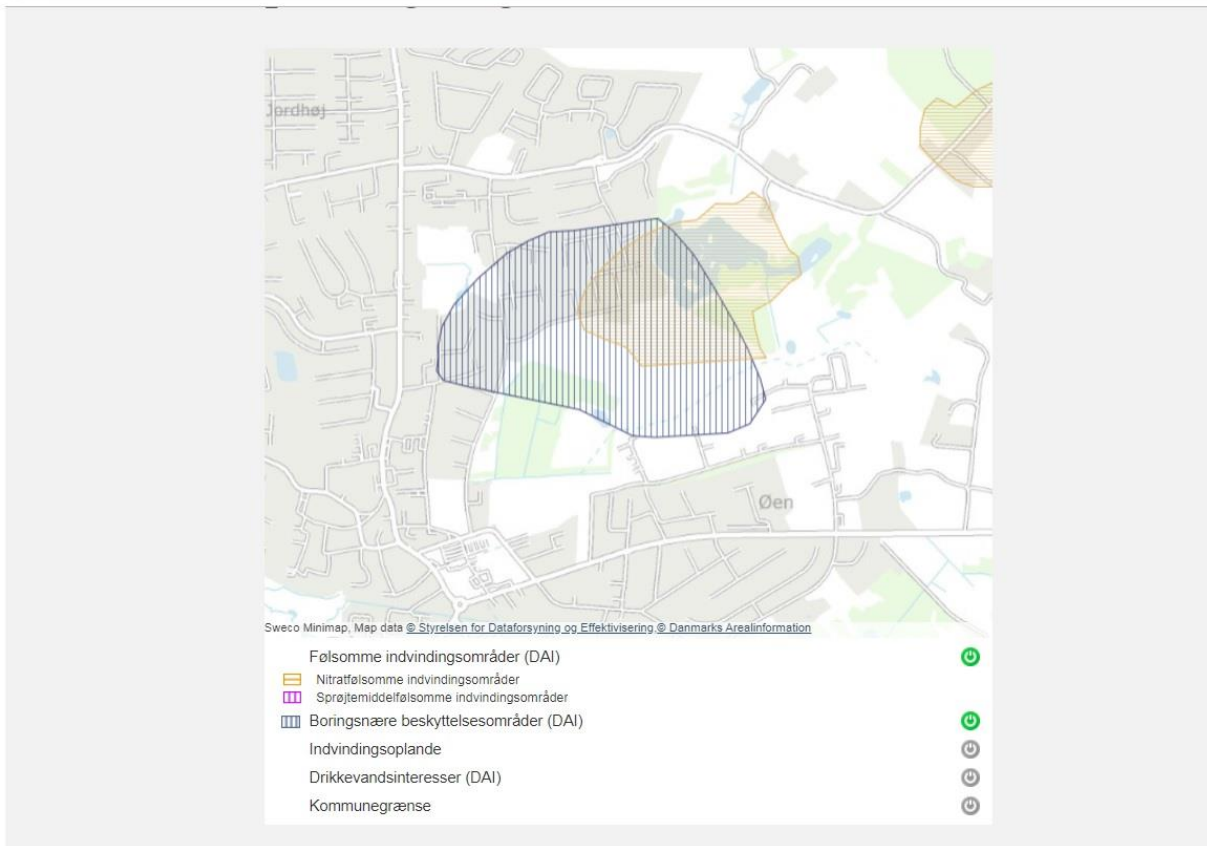 Jordhøj
Øen
Sweco Minimap, Map data © Styrelsen for Dataforsyning og Effektivisering,© Danmarks Arealinformation
Følsomme indvindingsområder (DAI)
Nitratfølsomme indvindingsområder
Sprøjtemiddelfølsomme indvindingsområder
Boringsnære beskyttelsesområder (DAI)
Indvindingsoplande
Drikkevandsinteresser (DAI)
Kommunegrænse